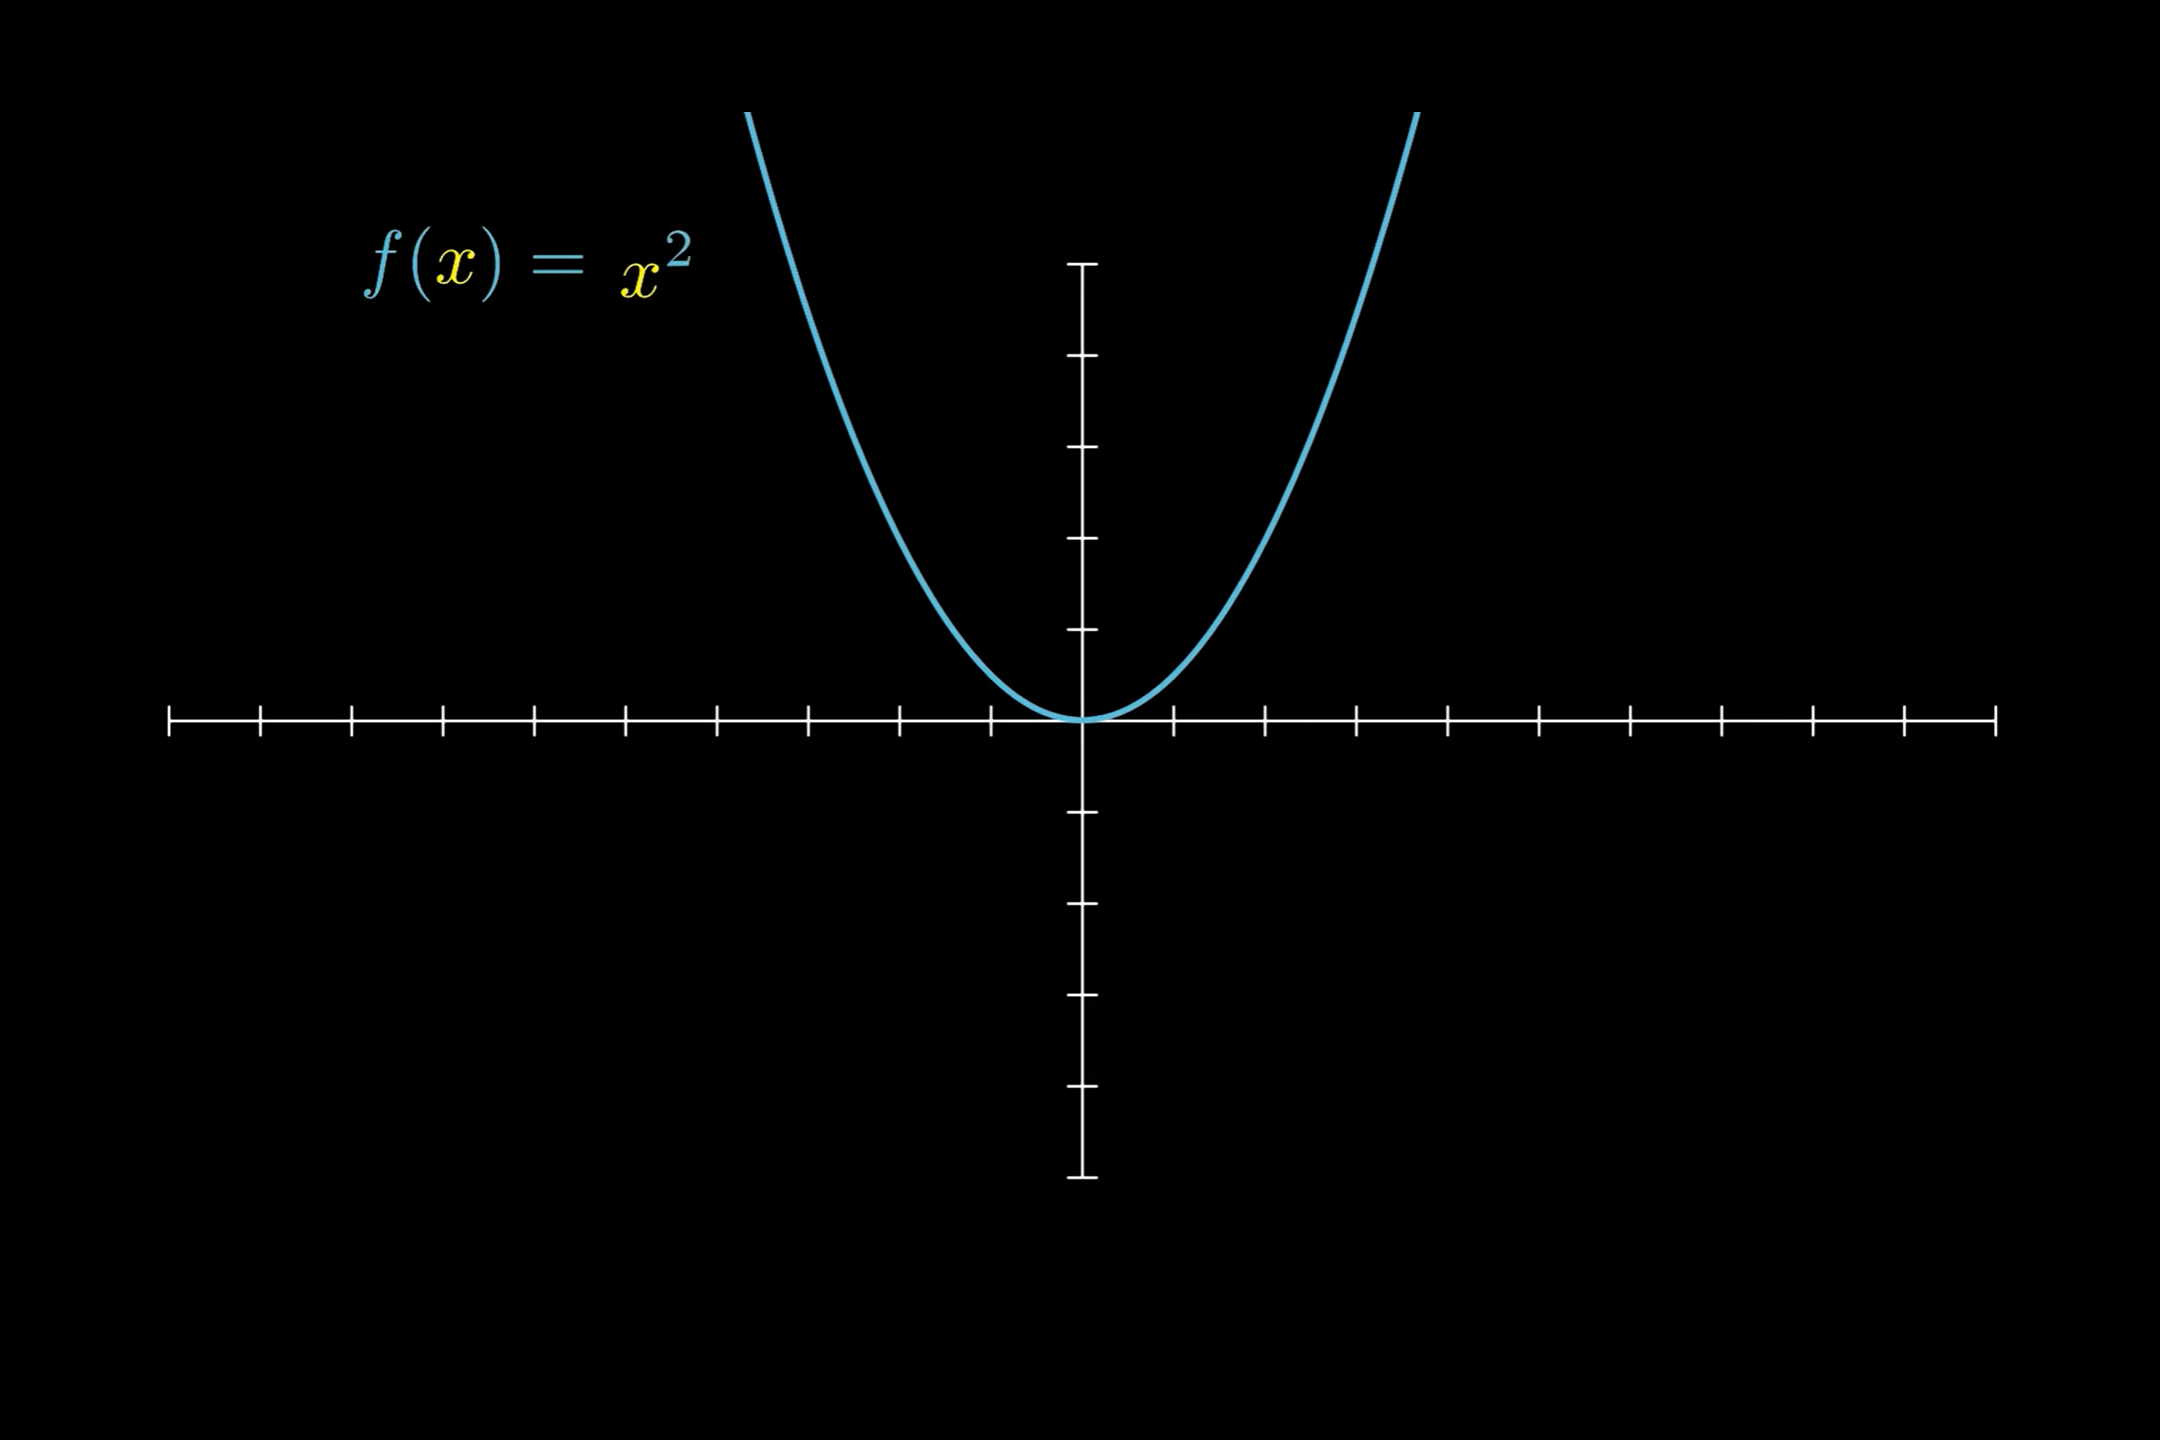 f(x) = x²